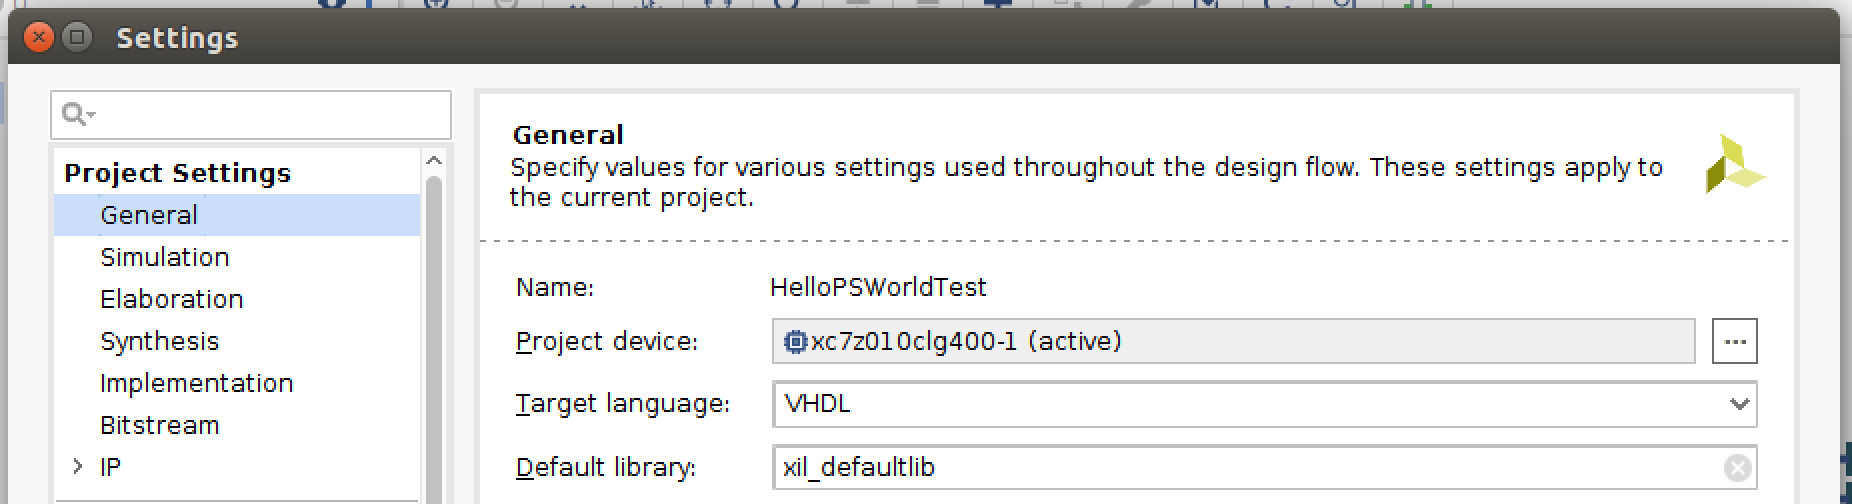 Settings
Project Settings
General
Simulation
Elaboration
Synthesis
Implementation
Bitstream
IP
General
Specify values for various settings used throughout the design flow. These settings apply to
the current project.
Name: HelloPSWorldTest
Project device: xc7z010clg400-1 (active)
...
Target language: VHDL
Default library: xil_defaultlib